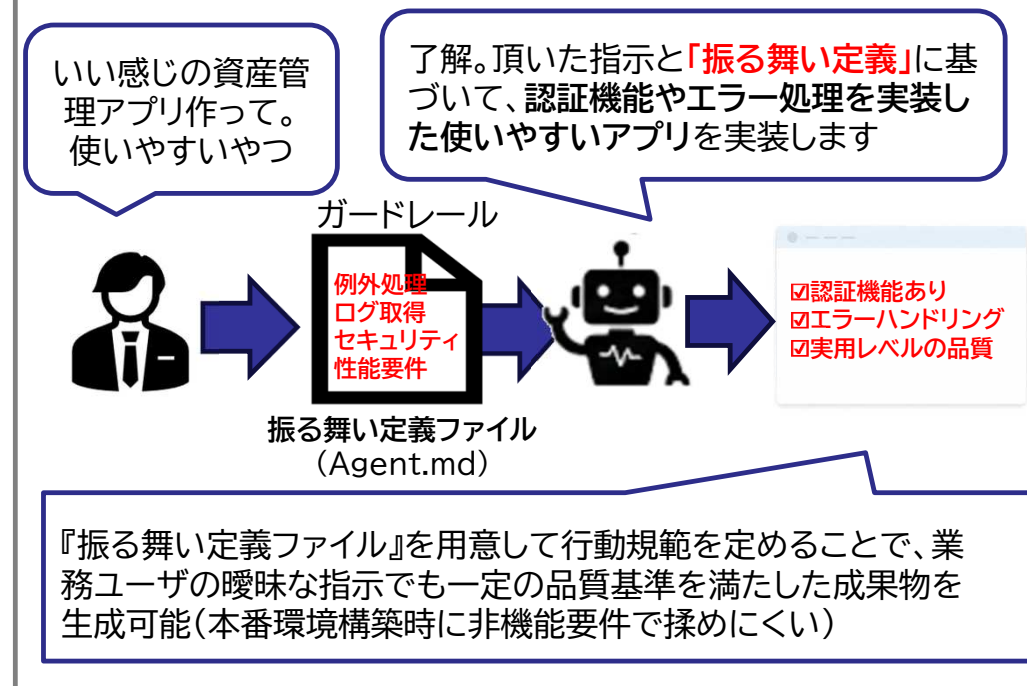 いい感じの資産管
理アプリ作って。
使いやすいやつ
了解。頂いた指示と「振る舞い定義」に基
づいて、認証機能やエラー処理を実装し
た使いやすいアプリを実装します
ガードレール
例外処理
ログ取得
セキュリティ
性能要件
☑認証機能あり
☑エラーハンドリング
☑実用レベルの品質
振る舞い定義ファイル
(Agent.md)
『振る舞い定義ファイル』を用意して行動規範を定めることで、業
務ユーザの曖昧な指示でも一定の品質基準を満たした成果物を
生成可能(本番環境構築時に非機能要件で揉めにくい)